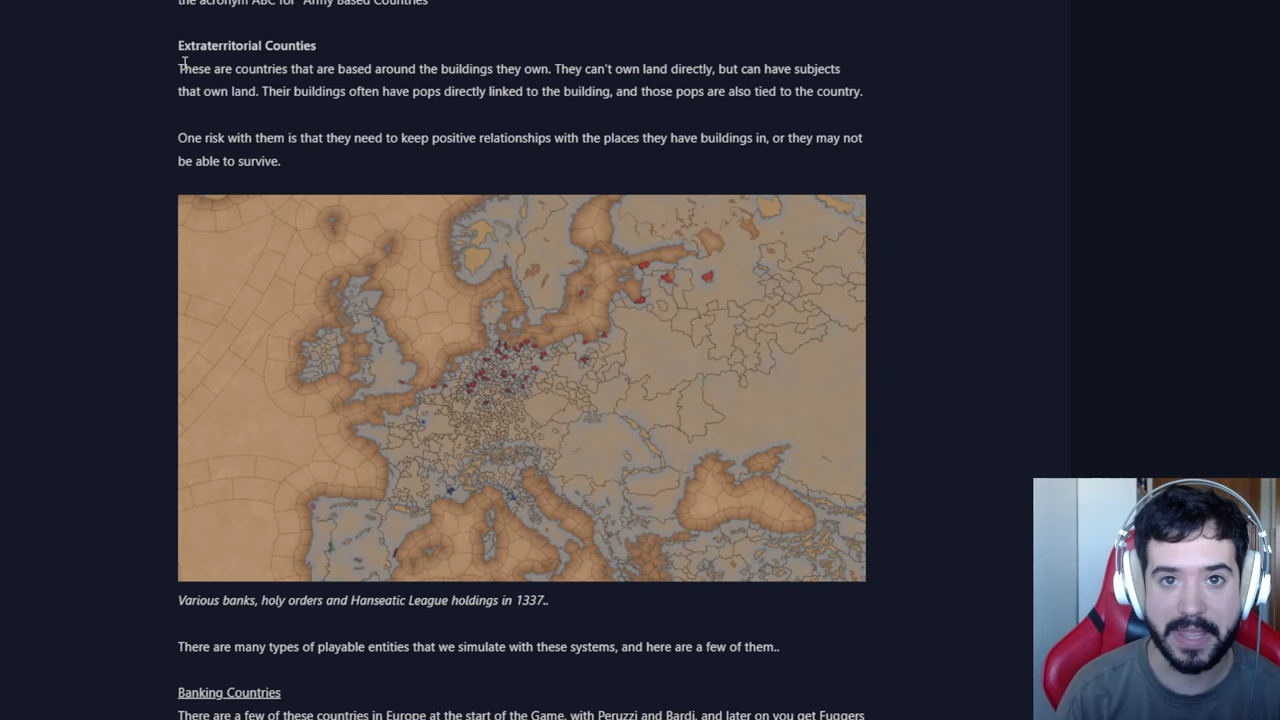 the acronym ABC for "Army Based Countries"
Extraterritorial Counties
These are countries that are based around the buildings they own. They can't own land directly, but can have subjects
that own land. Their buildings often have pops directly linked to the building, and those pops are also tied to the country.
One risk with them is that they need to keep positive relationships with the places they have buildings in, or they may not
be able to survive.
Various banks, holy orders and Hanseatic League holdings in 1337..
There are many types of playable entities that we simulate with these systems, and here are a few of them..
Banking Countries
There are a few of these countries in Europe at the start of the Game, with Peruzzi and Bardi, and later on you get Fuggers